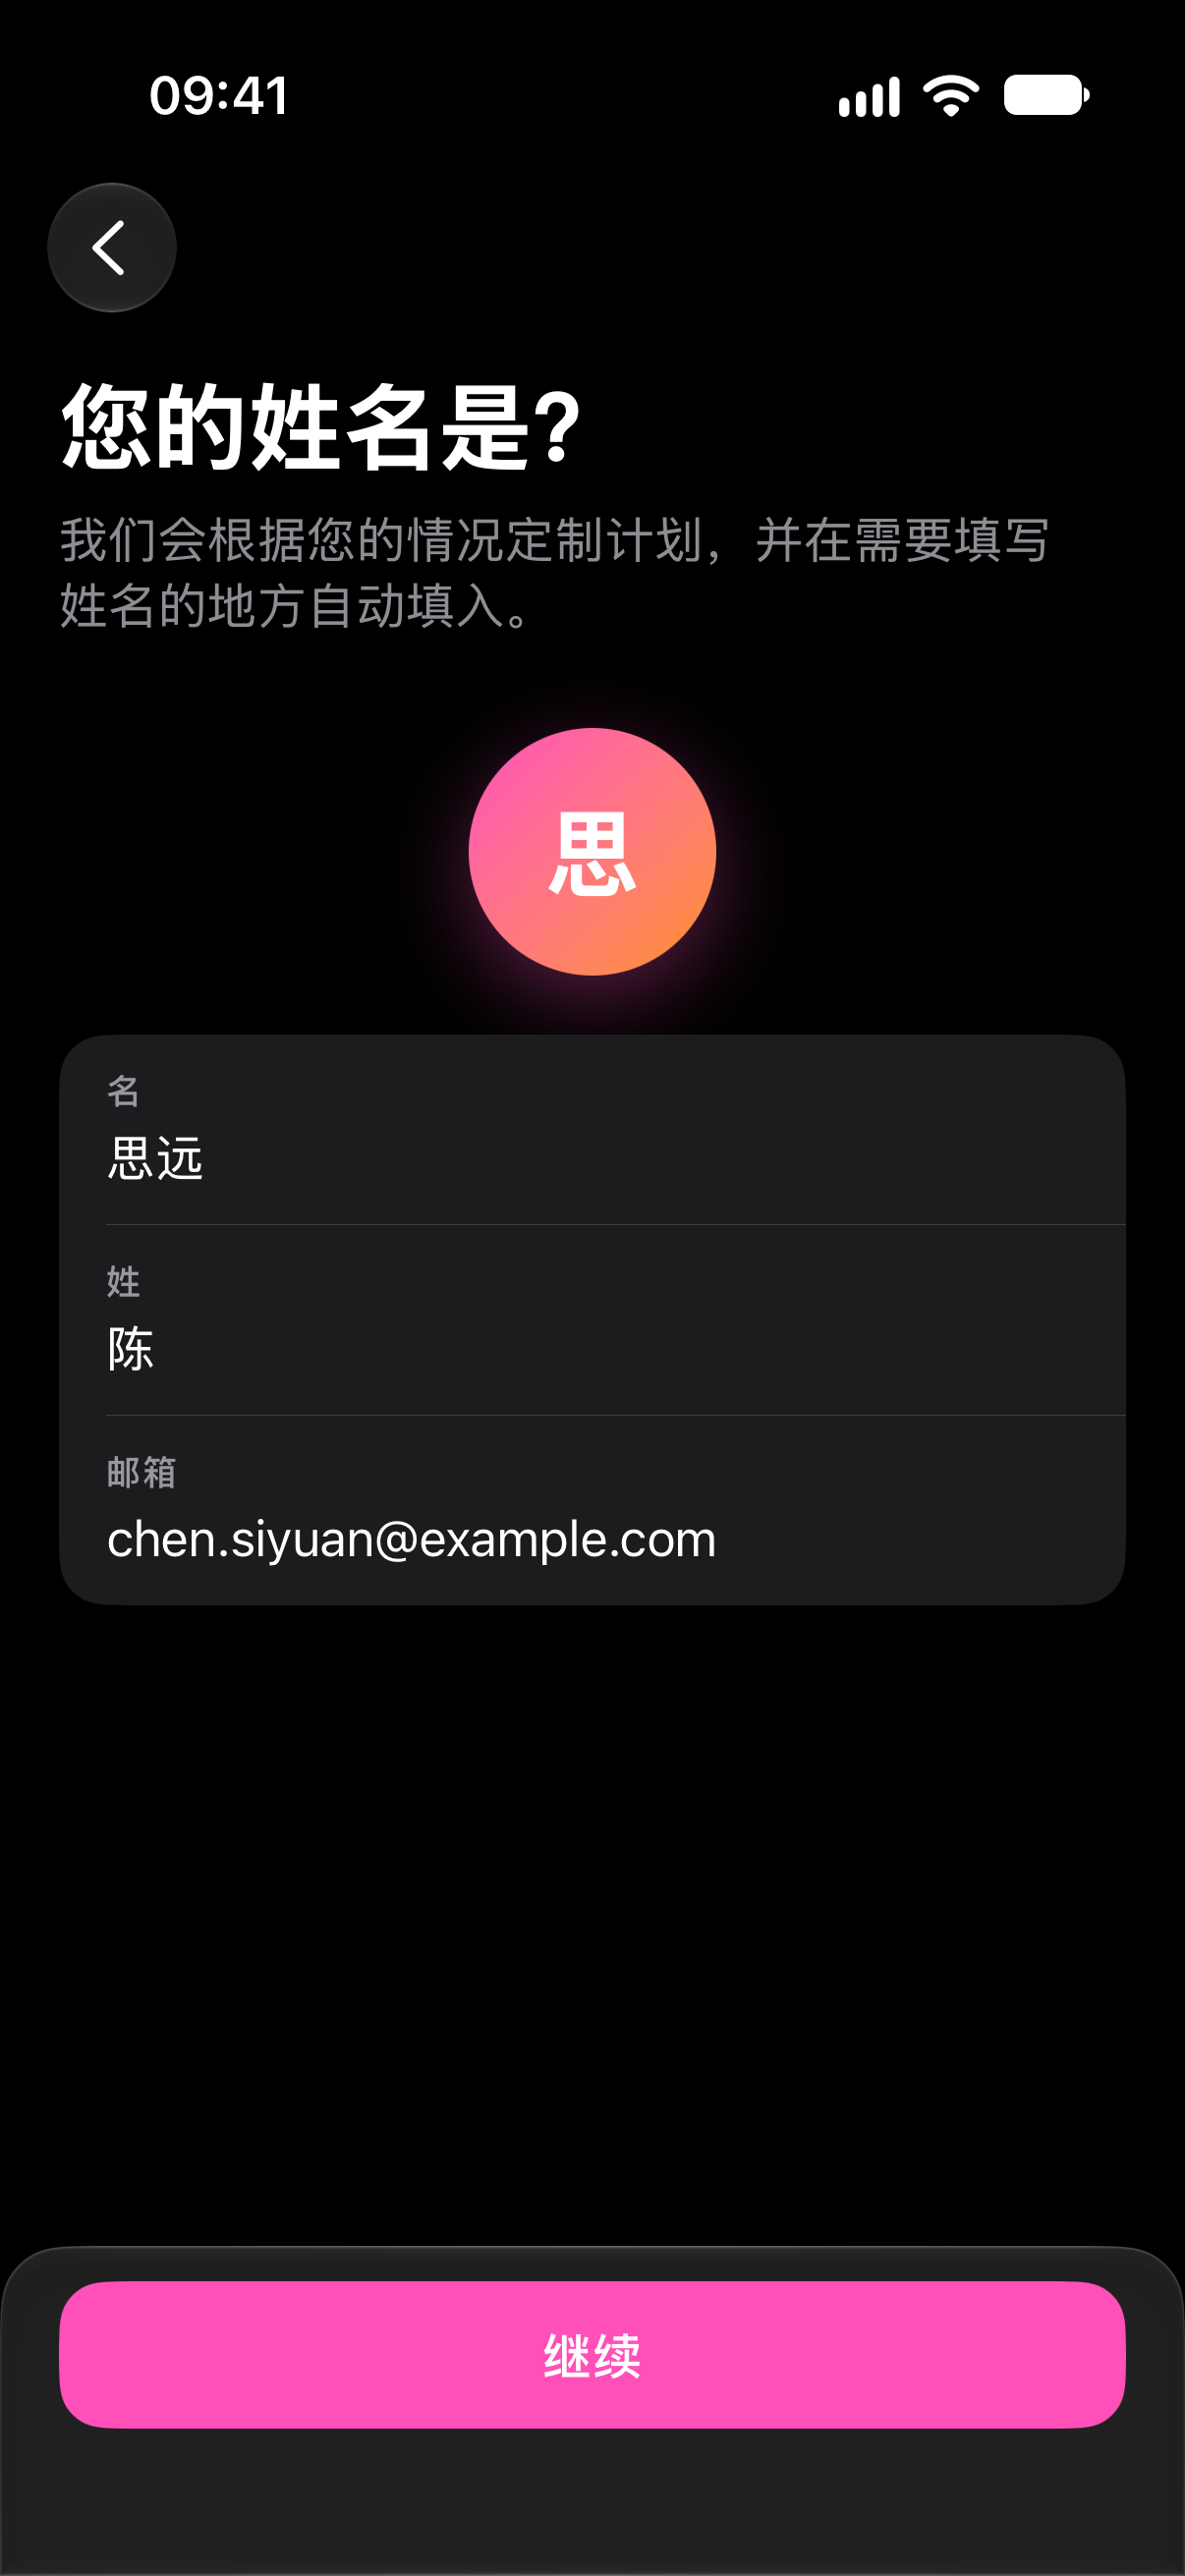 09:41
您的姓名是?
我们会根据您的情况定制计划，并在需要填写
姓名的地方自动填入。
思
名
思远
姓
陈
邮箱
chen.siyuan@example.com
继续